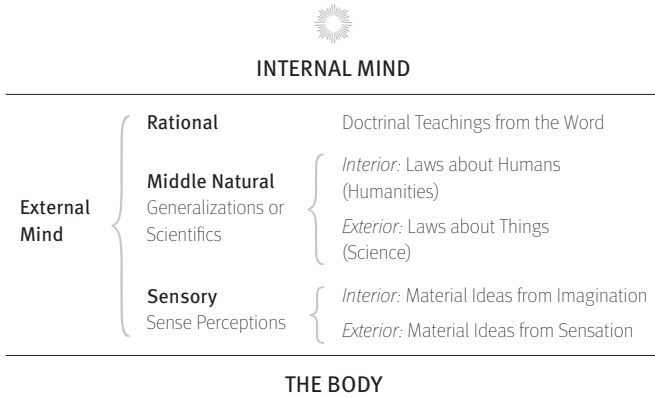 INTERNAL MIND
External
Mind
Rational
Doctrinal Teachings from the Word
Middle Natural
Generalizations or
Scientifics
Interior: Laws about Humans
(Humanities)
Exterior: Laws about Things
(Science)
Sensory
Sense Perceptions
Interior: Material Ideas from Imagination
Exterior: Material Ideas from Sensation
THE BODY